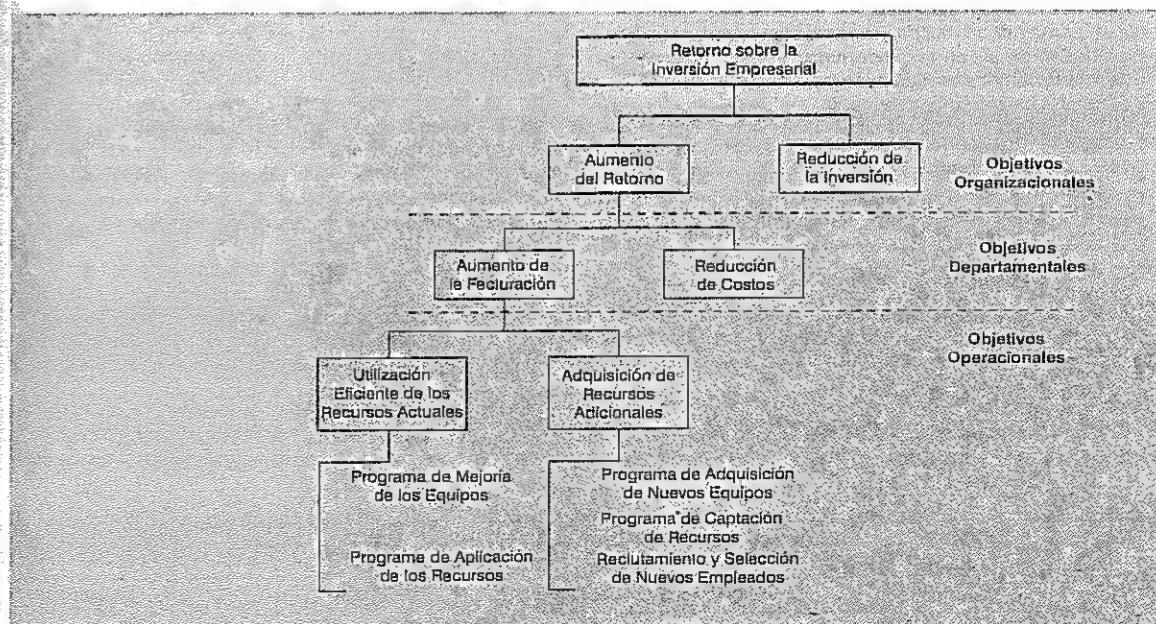 Retorno sobre la
Inversión Empresarial
Aumento
del Retorno
Reducción de
la Inversión
Objetivos
Organizacionales
Aumento de
la Facturación
Reducción
de Costos
Objetivos
Departamentales
Objetivos
Operacionales
Utilización
Eficiente de los
Recursos Actuales
Adquisición de
Recursos
Adicionales
Programa de Mejoría
de los Equipos
Programa de Aplicación
de los Recursos
Programa de Adquisición
de Nuevos Equipos
Programa de Captación
de Recursos
Reclutamiento y Selección
de Nuevos Empleados